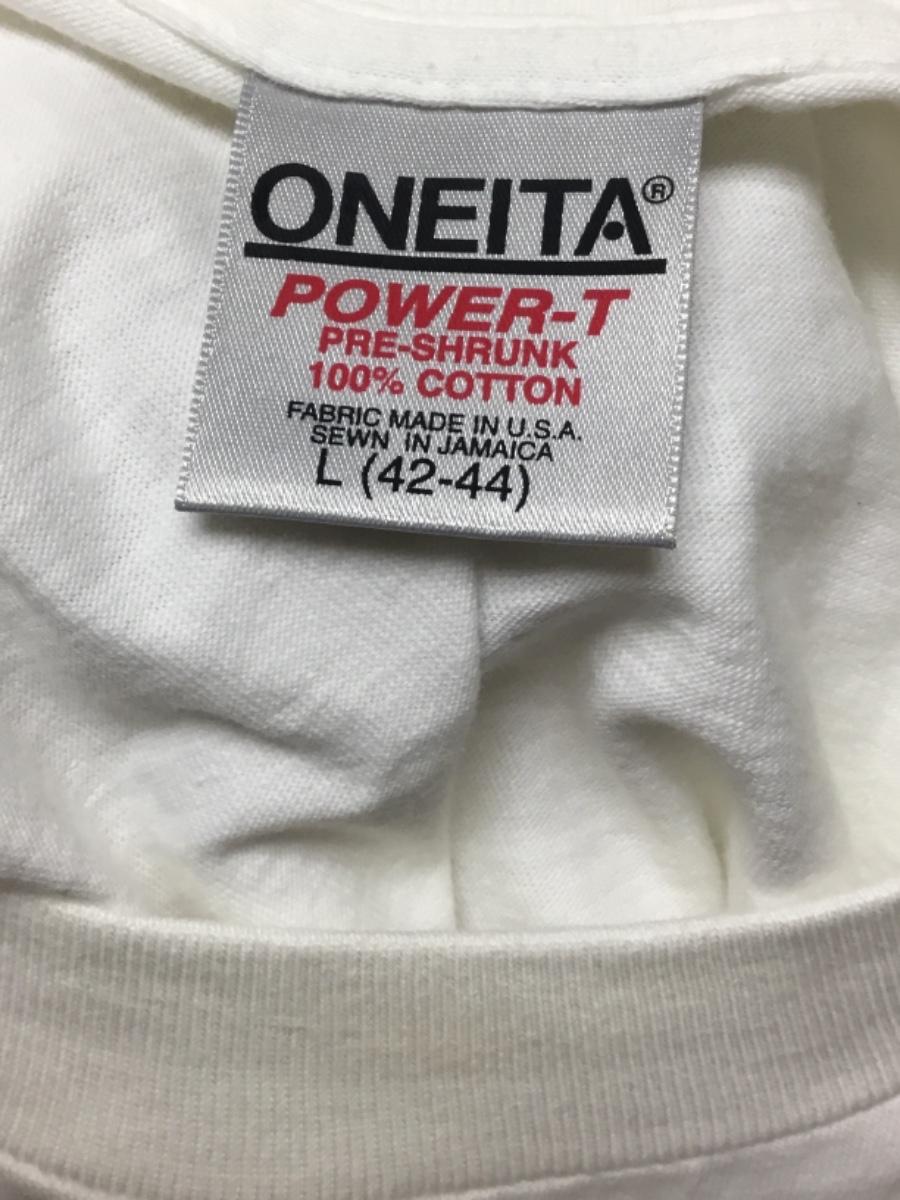 ONEITA®
POWER-T
PRE-SHRUNK
100% COTTON
FABRIC MADE IN U.S.A.
SEWN IN JAMAICA
L (42-44)